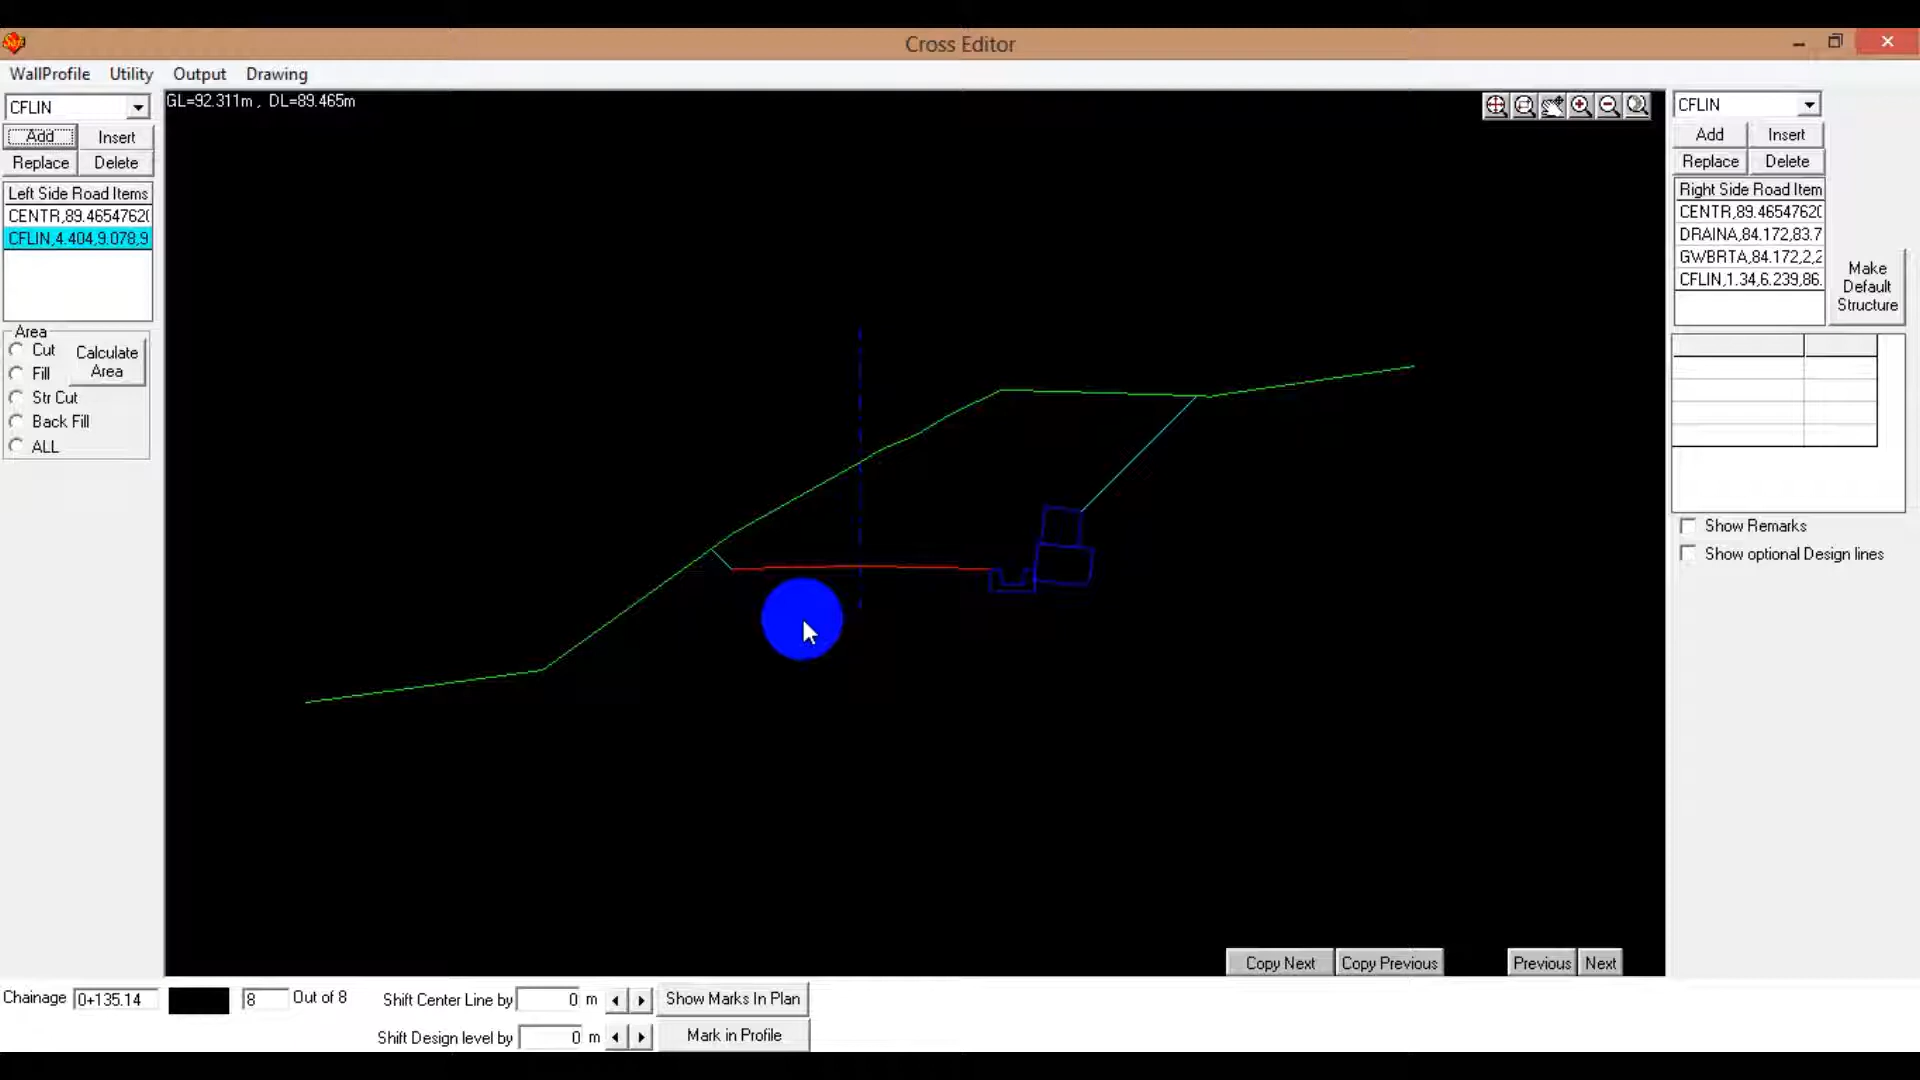 Soft
Cross Editor
WallProfile Utility Output Drawing
CFLIN
Add Insert
Replace Delete
Left Side Road Items
CENTR,89.46547620
CFLIN,4.404,9.078,9
Area
Cut
Fill
Str Cut
Back Fill
ALL
Calculate
Area
GL=92.311m , DL=89.465m
CFLIN
Add Insert
Replace Delete
Right Side Road Item
CENTR,89.46547620
DRAINA,84.172,83.7
GWBRTA,84.172,2,2
CFLIN,1.34,6.239,86.
Make
Default
Structure
Show Remarks
Show optional Design lines
Copy Next Copy Previous Previous Next
Chainage 0+135.14 8 Out of 8 Shift Center Line by 0 m Show Marks In Plan
Shift Design level by 0 m Mark in Profile